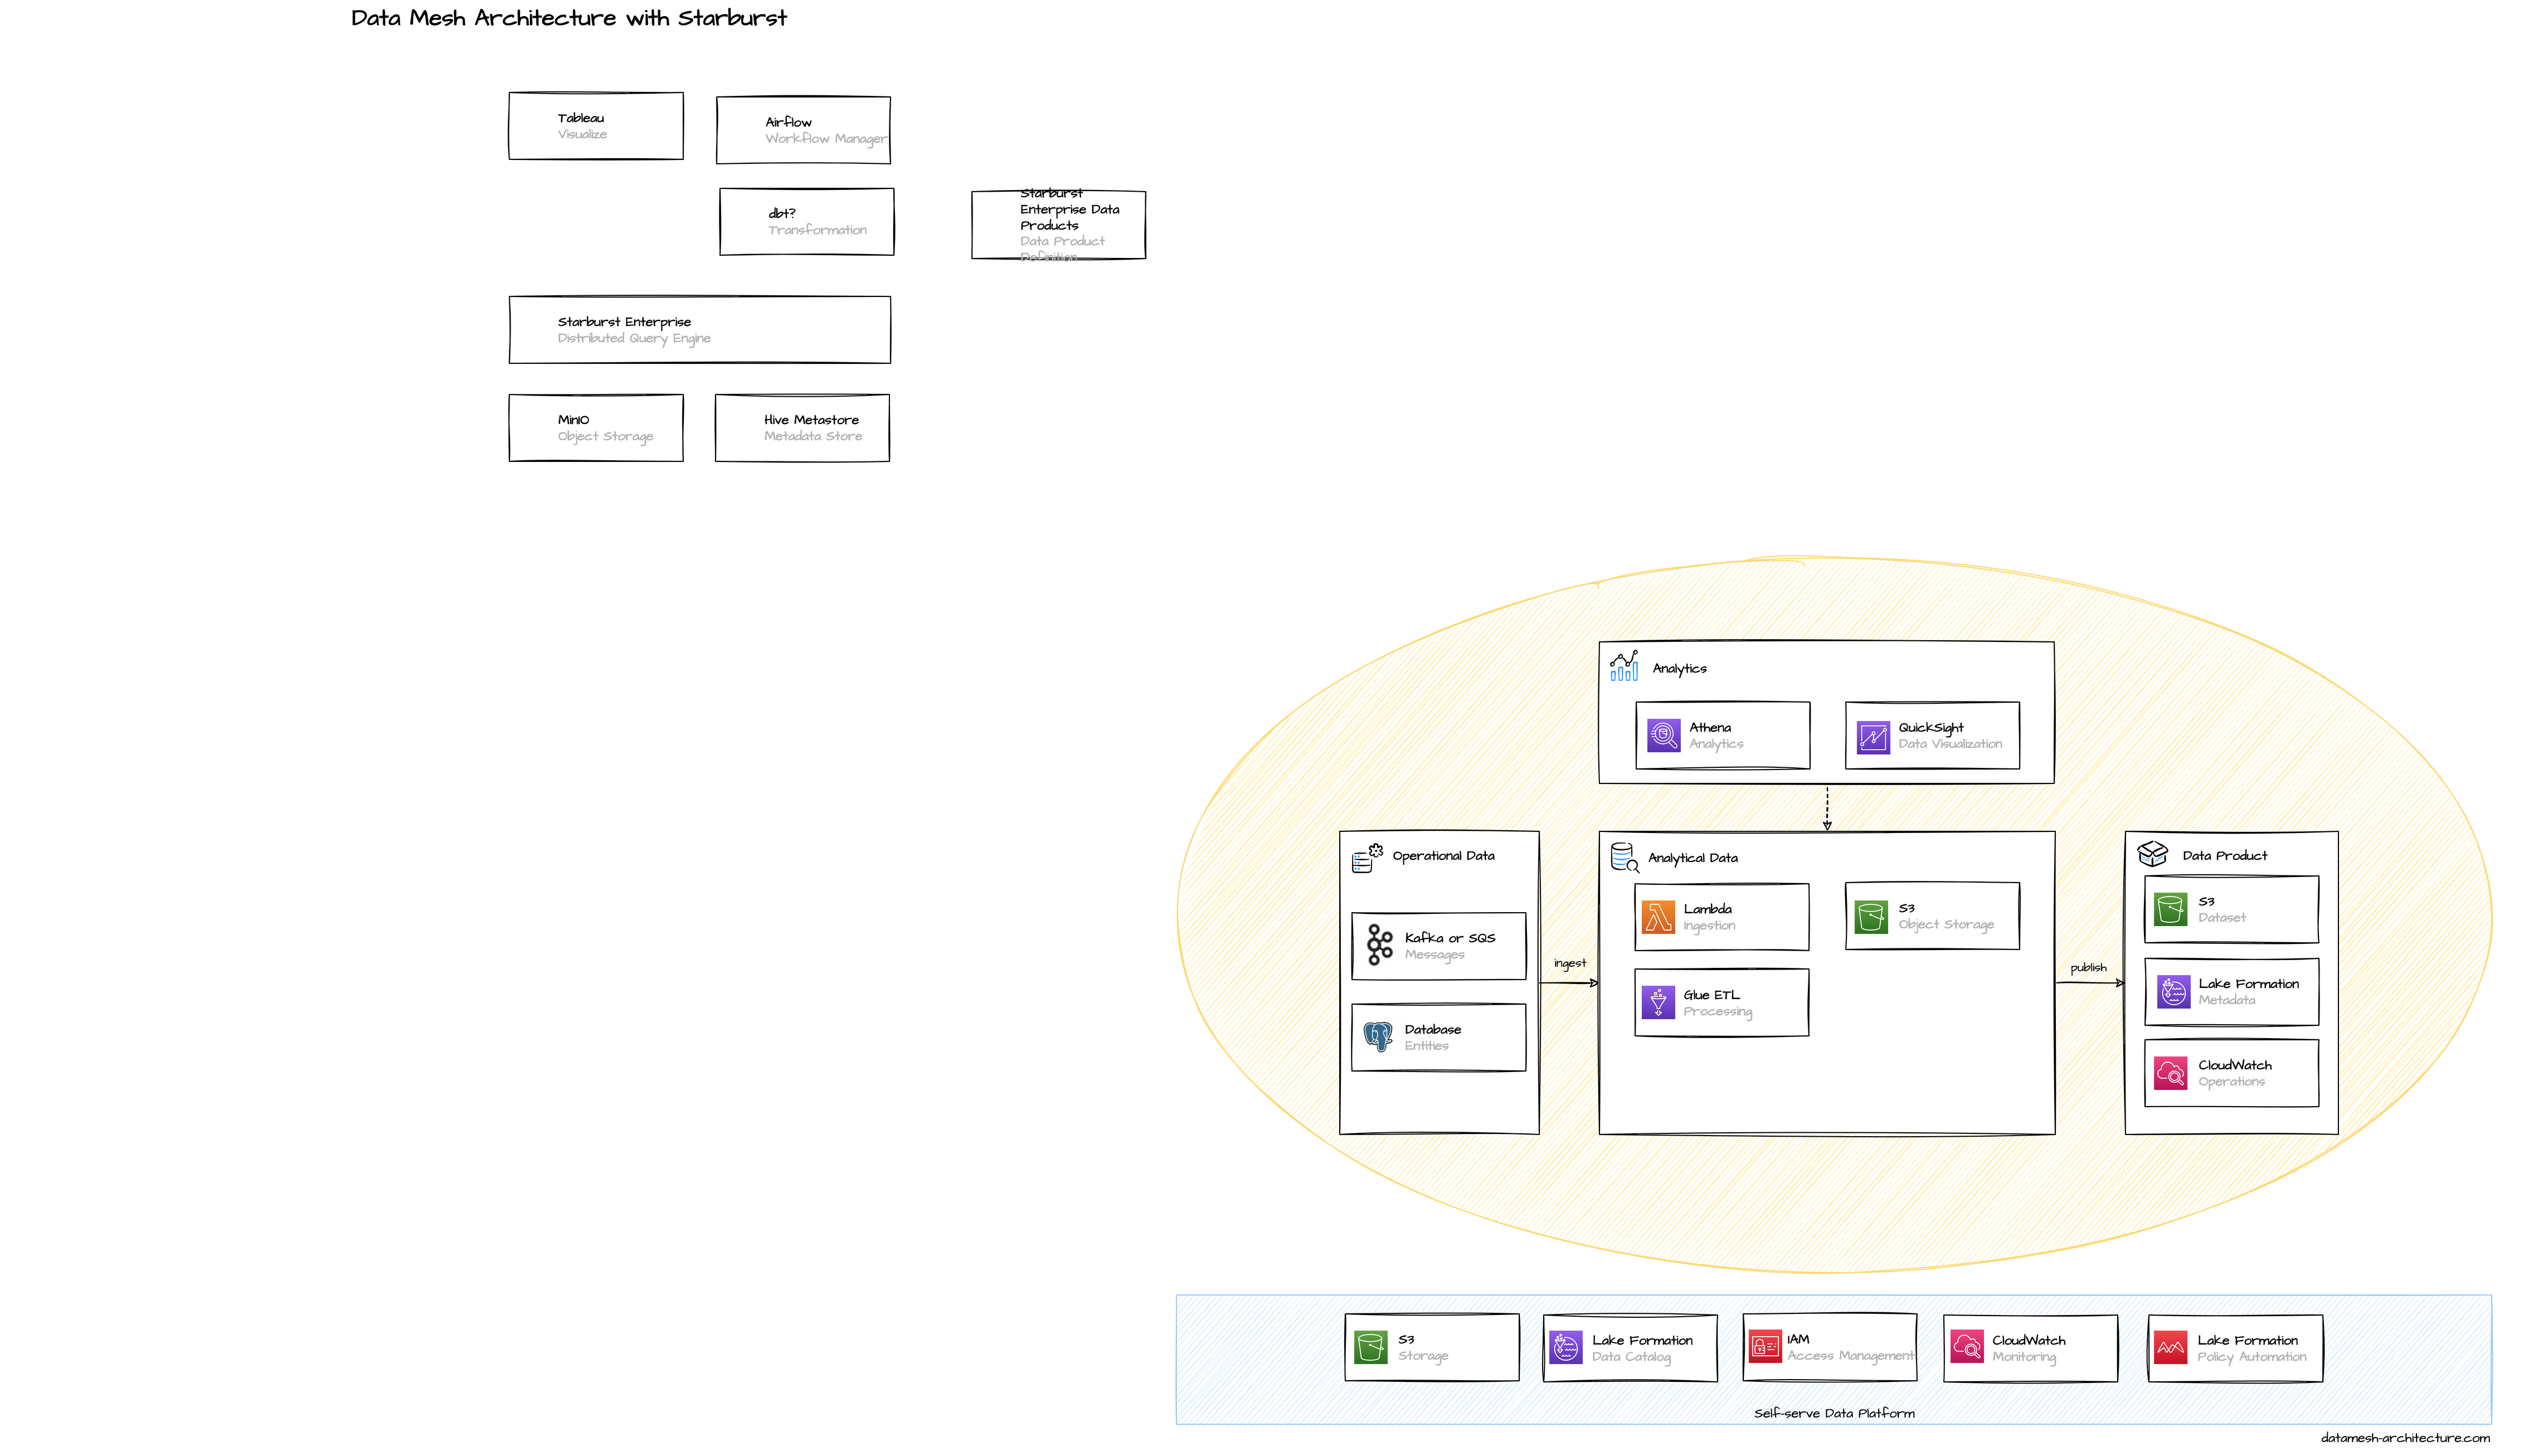 Data Mesh Architecture with Starburst
Tableau
Visualize
Airflow
Workflow Manager
dbt?
Transformation
Starburst
Enterprise Data
Products
Data Product
Definition
Starburst Enterprise
Distributed Query Engine
MinIO
Object Storage
Hive Metastore
Metadata Store
Analytics
Athena
Analytics
QuickSight
Data Visualization
Operational Data
Kafka or SQS
Messages
Database
Entities
ingest
Analytical Data
Lambda
Ingestion
S3
Object Storage
Glue ETL
Processing
publish
Data Product
S3
Dataset
Lake Formation
Metadata
CloudWatch
Operations
S3
Storage
Lake Formation
Data Catalog
IAM
Access Management
CloudWatch
Monitoring
Lake Formation
Policy Automation
Self-serve Data Platform
datamesh-architecture.com